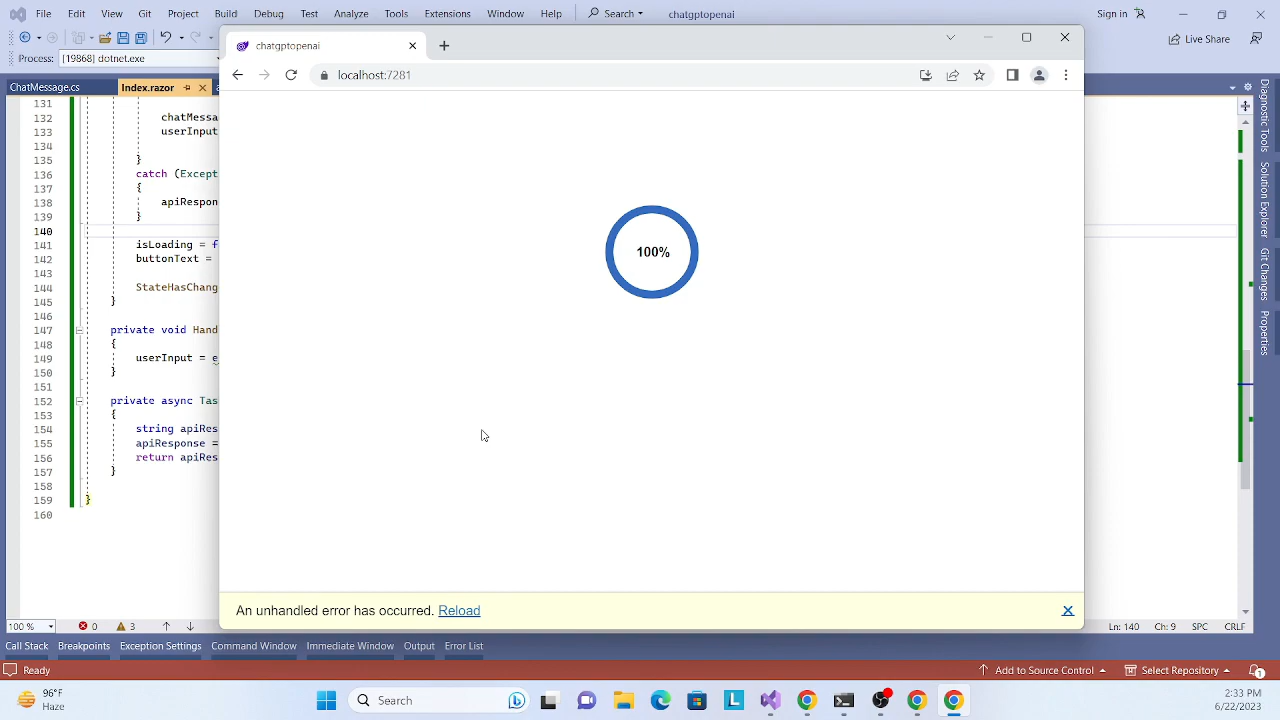 File Edit View Git Project Build Debug Test Analyze Tools Extensions Window Help Search chatgptopenai Sign in
Process: [19868] dotnet.exe
Live Share
ChatMessage.cs Index.razor
chatgptopenai
localhost:7281
131
132 chatMessa
133 userInput
134
135 }
136 catch (Except
137 {
138 apiRespon
139 }
140
141 isLoading = f
142 buttonText =
143
144 StateHasChang
145 }
146
147 private void Hand
148 {
149 userInput = e
150 }
151
152 private async Tas
153 {
154 string apiRes
155 apiResponse =
156 return apiRes
157 }
158
159 }
160
100%
An unhandled error has occurred. Reload
Diagnostic Tools
Solution Explorer
Git Changes
Properties
100 % 0 3 Ln: 140 Ch: 9 SPC CRLF
Call Stack Breakpoints Exception Settings Command Window Immediate Window Output Error List
Ready Add to Source Control Select Repository 1
96°F
Haze
Search
L
2:33 PM
6/22/2023